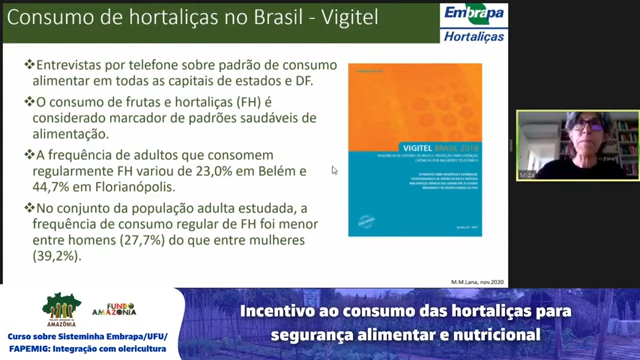 Consumo de hortaliças no Brasil - Vigitel
Embrapa
Hortaliças
❖Entrevistas por telefone sobre padrão de consumo
alimentar em todas as capitais de estados e DF.
❖O consumo de frutas e hortaliças (FH) é
considerado marcador de padrões saudáveis de
alimentação.
❖A frequência de adultos que consomem
regularmente FH variou de 23,0% em Belém e
44,7% em Florianópolis.
❖No conjunto da população adulta estudada, a
frequência de consumo regular de FH foi menor
entre homens (27,7%) do que entre mulheres
(39,2%).
VIGITEL BRASIL 2018
M.M.Lana, nov.2020
AMAZÔNIA
FUNDO
AMAZÔNIA
Curso sobre Sisteminha Embrapa/UFU/
FAPEMIG: Integração com olericultura
Incentivo ao consumo das hortaliças para
segurança alimentar e nutricional